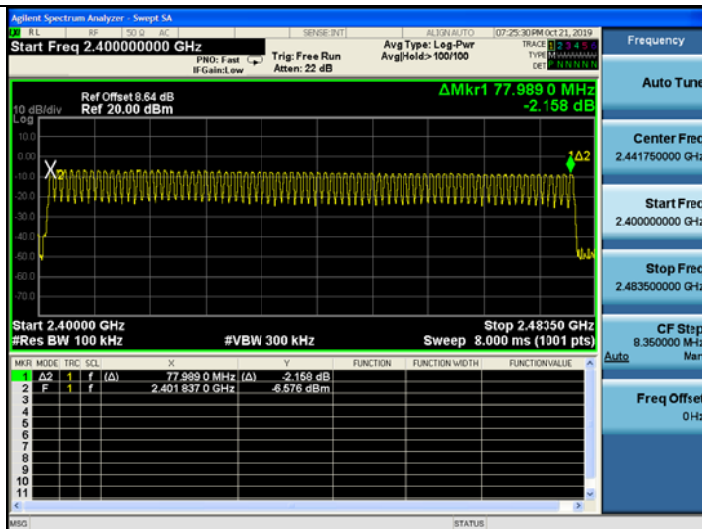 Agilent Spectrum Analyzer - Swept SA
RL RF 50 Ω AC SENSE:INT ALIGN AUTO 07:25:30 PM Oct 21, 2019
Start Freq 2.400000000 GHz
PNO: Fast
IFGain:Low
Trig: Free Run
Atten: 22 dB
Avg Type: Log-Pwr
Avg|Hold:> 100/100
TRACE 1 2 3 4 5 6
TYPE M
DET P N N N N N
Ref Offset 8.64 dB
10 dB/div Ref 20.00 dBm
Log
ΔMkr1 77.989 0 MHz
-2.158 dB
10.0
0.00
-10.0
-20.0
-30.0
-40.0
-50.0
-60.0
-70.0
X2
1Δ2
Start 2.40000 GHz Stop 2.48350 GHz
#Res BW 100 kHz #VBW 300 kHz Sweep 8.000 ms (1001 pts)
MKR MODE TRC SCL X Y FUNCTION FUNCTION WIDTH FUNCTION VALUE
1 Δ2 1 f (Δ) 77.989 0 MHz (Δ) -2.158 dB
2 F 1 f 2.401 837 0 GHz -6.576 dBm
3
4
5
6
7
8
9
10
11
MSG STATUS
Frequency
Auto Tune
Center Freq
2.441750000 GHz
Start Freq
2.400000000 GHz
Stop Freq
2.483500000 GHz
CF Step
8.350000 MHz
Auto Man
Freq Offset
0 Hz